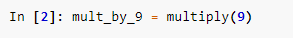 In [2]: mult_by_9 = multiply(9)